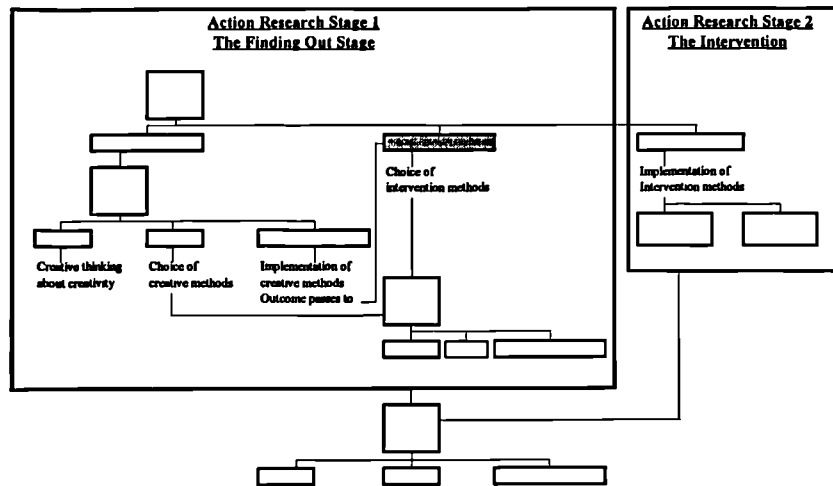 Action Research Stage 1
The Finding Out Stage
Action Research Stage 2
The Intervention
Choice of
intervention methods
Implementation of
Intervention methods
Creative thinking
about creativity
Choice of
creative methods
Implementation of
creative methods
Outcome passes to